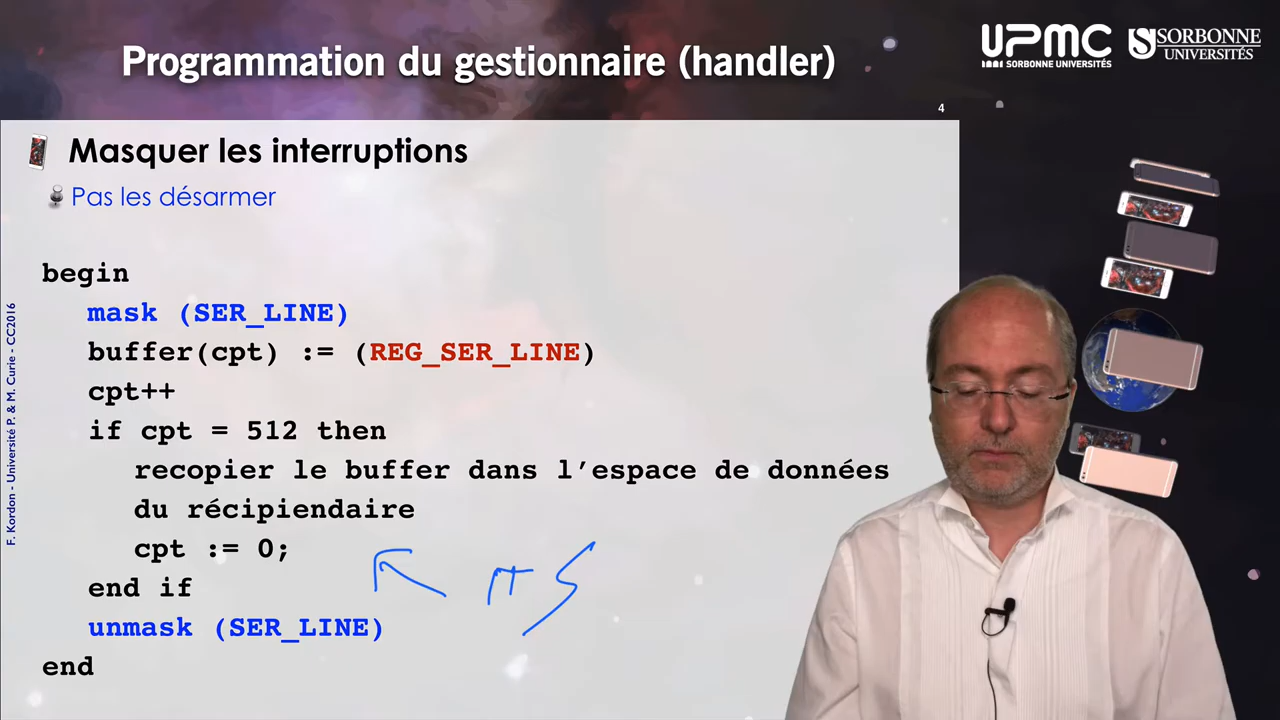 Programmation du gestionnaire (handler)
UPMC
SORBONNE UNIVERSITÉS
SORBONNE
UNIVERSITÉS
4
Masquer les interruptions
Pas les désarmer
begin
mask (SER_LINE)
buffer(cpt) := (REG_SER_LINE)
cpt++
if cpt = 512 then
recopier le buffer dans l’espace de données
du récipiendaire
cpt := 0;
end if
unmask (SER_LINE)
end
F. Kordon - Université P. & M. Curie - CC2016